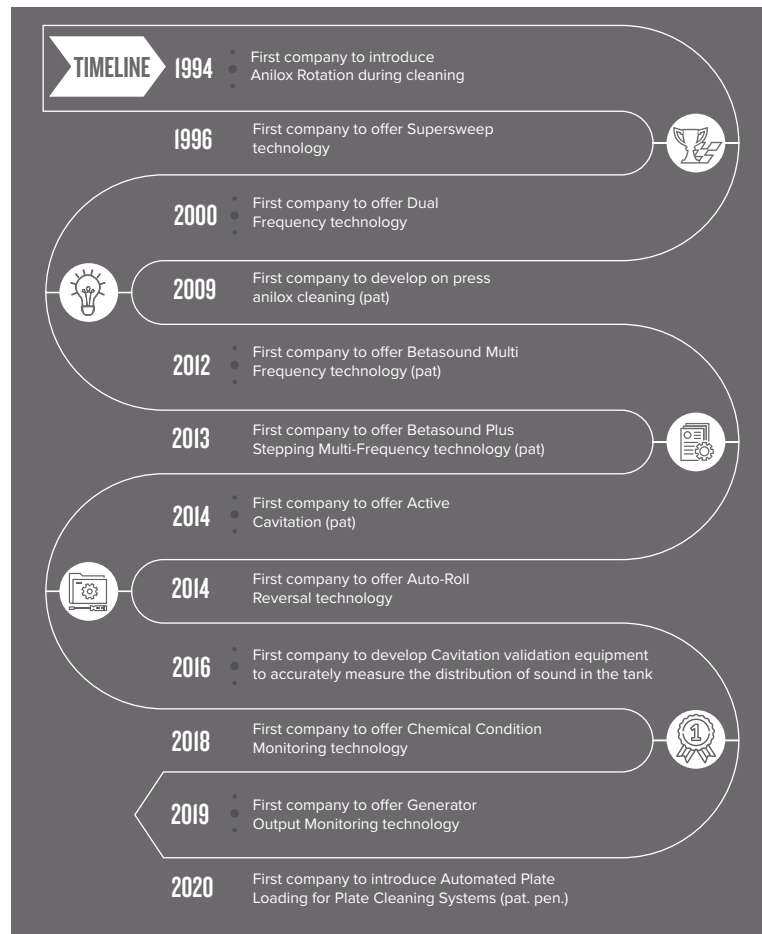 TIMELINE
1994
First company to introduce
Anilox Rotation during cleaning
1996
First company to offer Supersweep
technology
2000
First company to offer Dual
Frequency technology
2009
First company to develop on press
anilox cleaning (pat)
2012
First company to offer Betasound Multi
Frequency technology (pat)
2013
First company to offer Betasound Plus
Stepping Multi-Frequency technology (pat)
2014
First company to offer Active
Cavitation (pat)
2014
First company to offer Auto-Roll
Reversal technology
2016
First company to develop Cavitation validation equipment
to accurately measure the distribution of sound in the tank
2018
First company to offer Chemical Condition
Monitoring technology
1
2019
First company to offer Generator
Output Monitoring technology
2020
First company to introduce Automated Plate
Loading for Plate Cleaning Systems (pat. pen.)